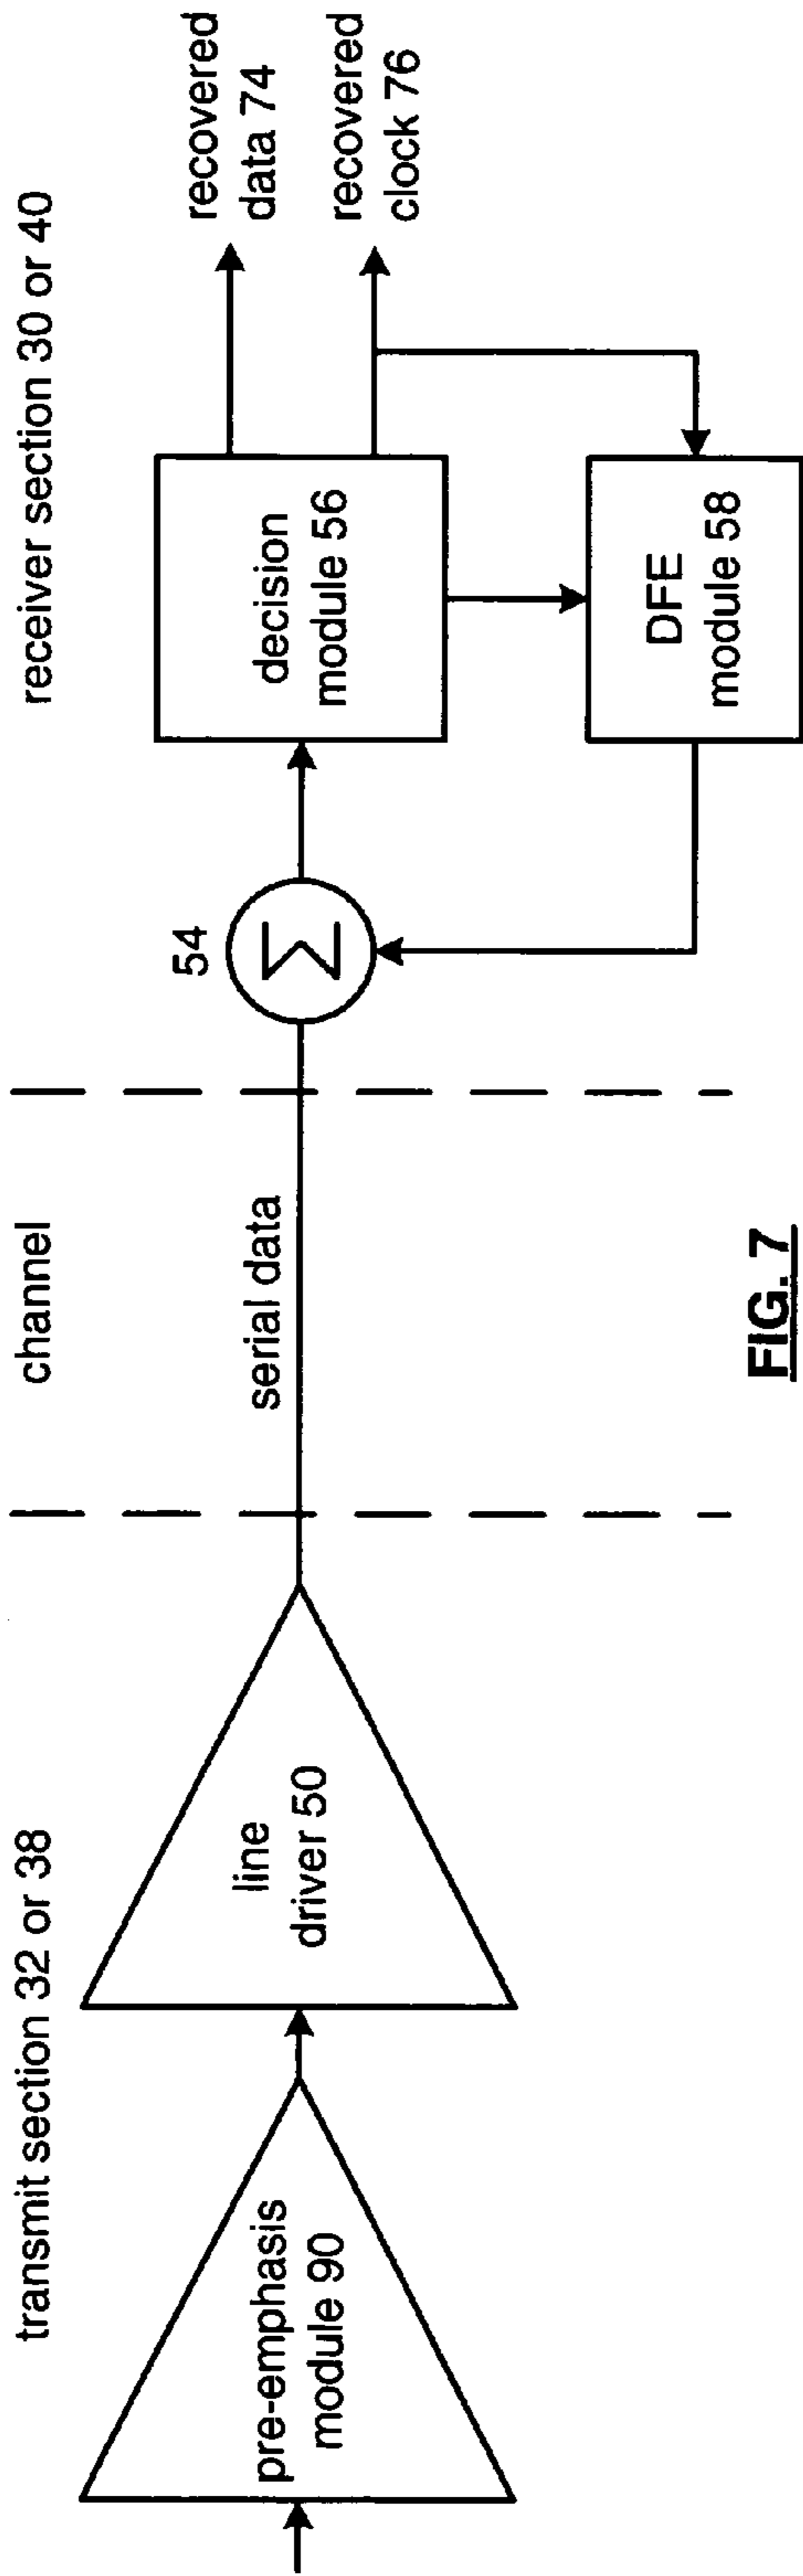 transmit section 32 or 38
channel
receiver section 30 or 40
pre-emphasis
module 90
line
driver 50
serial data
54
Σ
decision
module 56
DFE
module 58
recovered
data 74
recovered
clock 76
FIG. 7